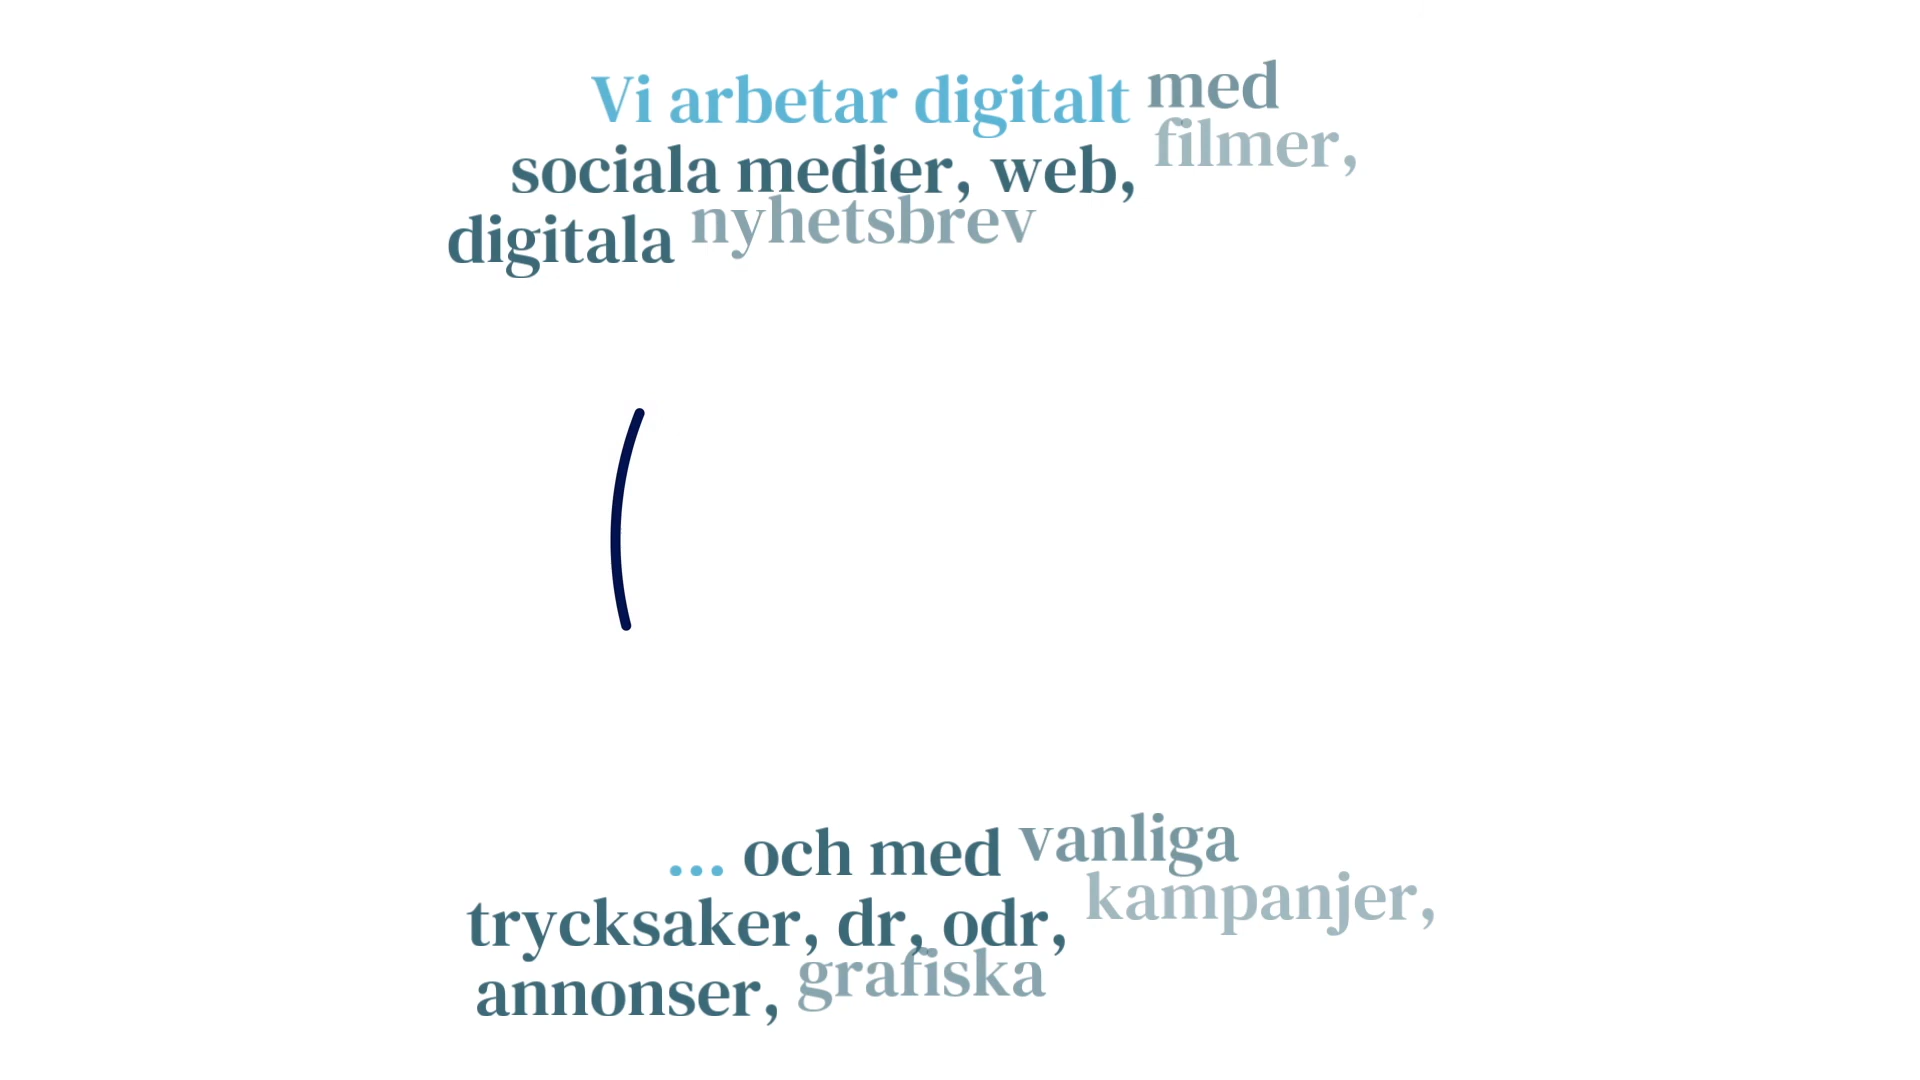 Vi arbetar digitalt med
sociala medier, web, filmer,
digitala nyhetsbrev
... och med vanliga
trycksaker, dr, odr, kampanjer,
annonser, grafiska